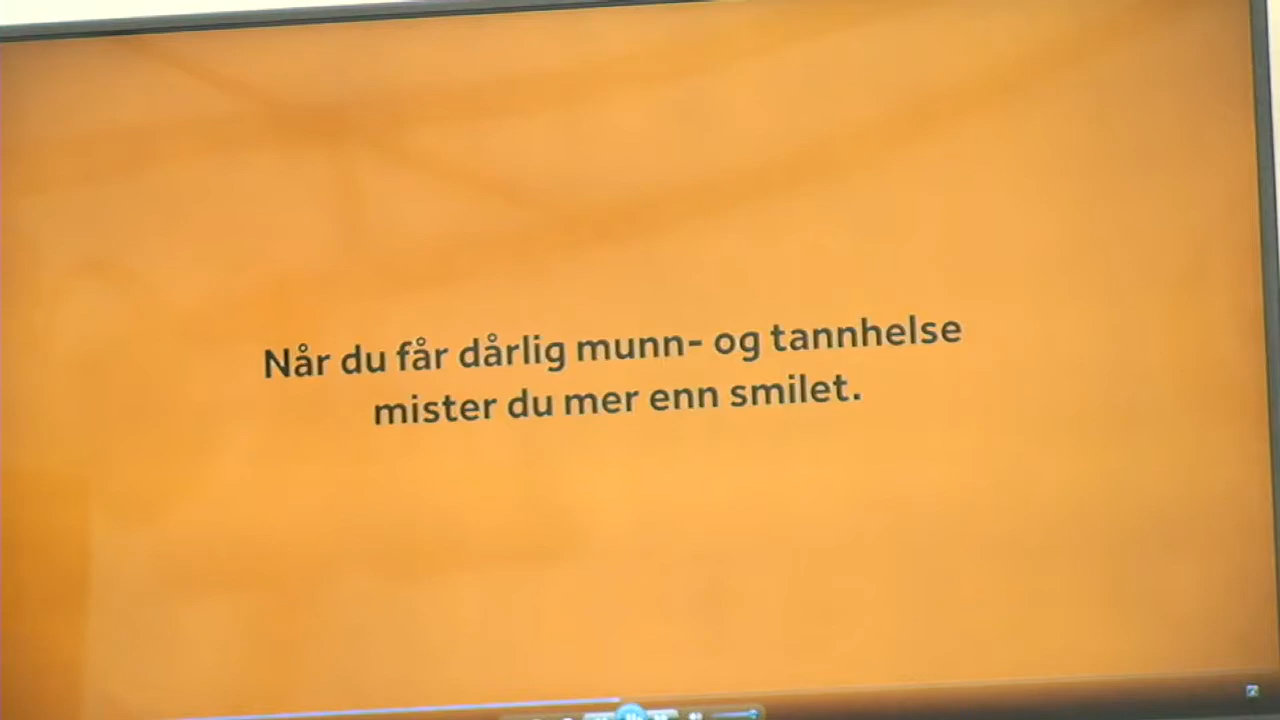 Når du får dårlig munn- og tannhelse
mister du mer enn smilet.